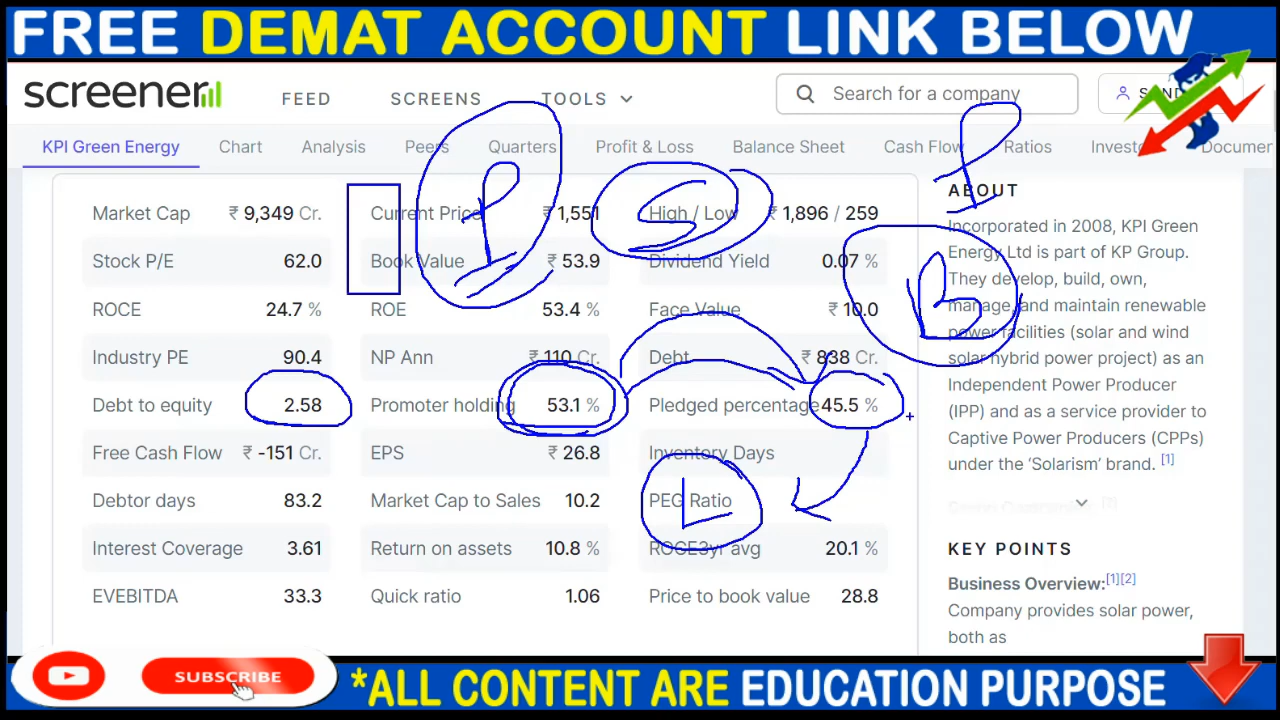 FREE DEMAT ACCOUNT LINK BELOW
screener FEED SCREENS TOOLS Search for a company
KPI Green Energy Chart Analysis Peers Quarters Profit & Loss Balance Sheet Cash Flow Ratios
Market Cap ₹ 9,349 Cr. Current Price ₹ 1,551 High / Low ₹ 1,896 / 259
Stock P/E 62.0 Book Value ₹ 53.9 Dividend Yield 0.07 %
ROCE 24.7 % ROE 53.4 % Face Value ₹ 10.0
Industry PE 90.4 NP Ann ₹ 110 Cr. Debt ₹ 838 Cr.
Debt to equity 2.58 Promoter holding 53.1 % Pledged percentage 45.5 %
Free Cash Flow ₹ -151 Cr. EPS ₹ 26.8 Inventory Days
Debtor days 83.2 Market Cap to Sales 10.2 PEG Ratio
Interest Coverage 3.61 Return on assets 10.8 % ROCE3yr avg 20.1 %
EVEBITDA 33.3 Quick ratio 1.06 Price to book value 28.8
P
S
P
B
L
ABOUT
Incorporated in 2008, KPI Green
Energy Ltd is part of KP Group.
They develop, build, own,
manage, and maintain renewable
power facilities (solar and wind
solar hybrid power project) as an
Independent Power Producer
(IPP) and as a service provider to
Captive Power Producers (CPPs)
under the ‘Solarism’ brand. [1]
KEY POINTS
Business Overview:[1][2]
Company provides solar power,
both as
SUBSCRIBE
*ALL CONTENT ARE EDUCATION PURPOSE